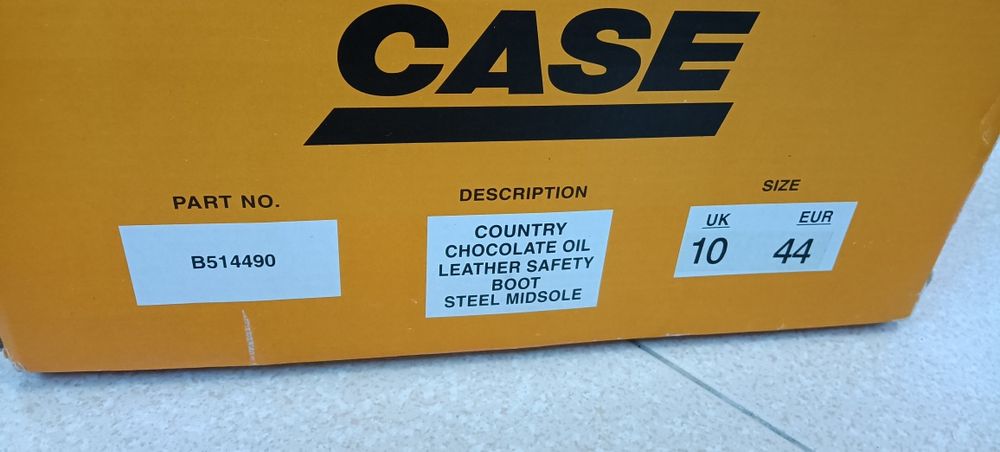 CASE
PART NO.
B514490
DESCRIPTION
COUNTRY
CHOCOLATE OIL
LEATHER SAFETY
BOOT
STEEL MIDSOLE
SIZE
UK EUR
10 44